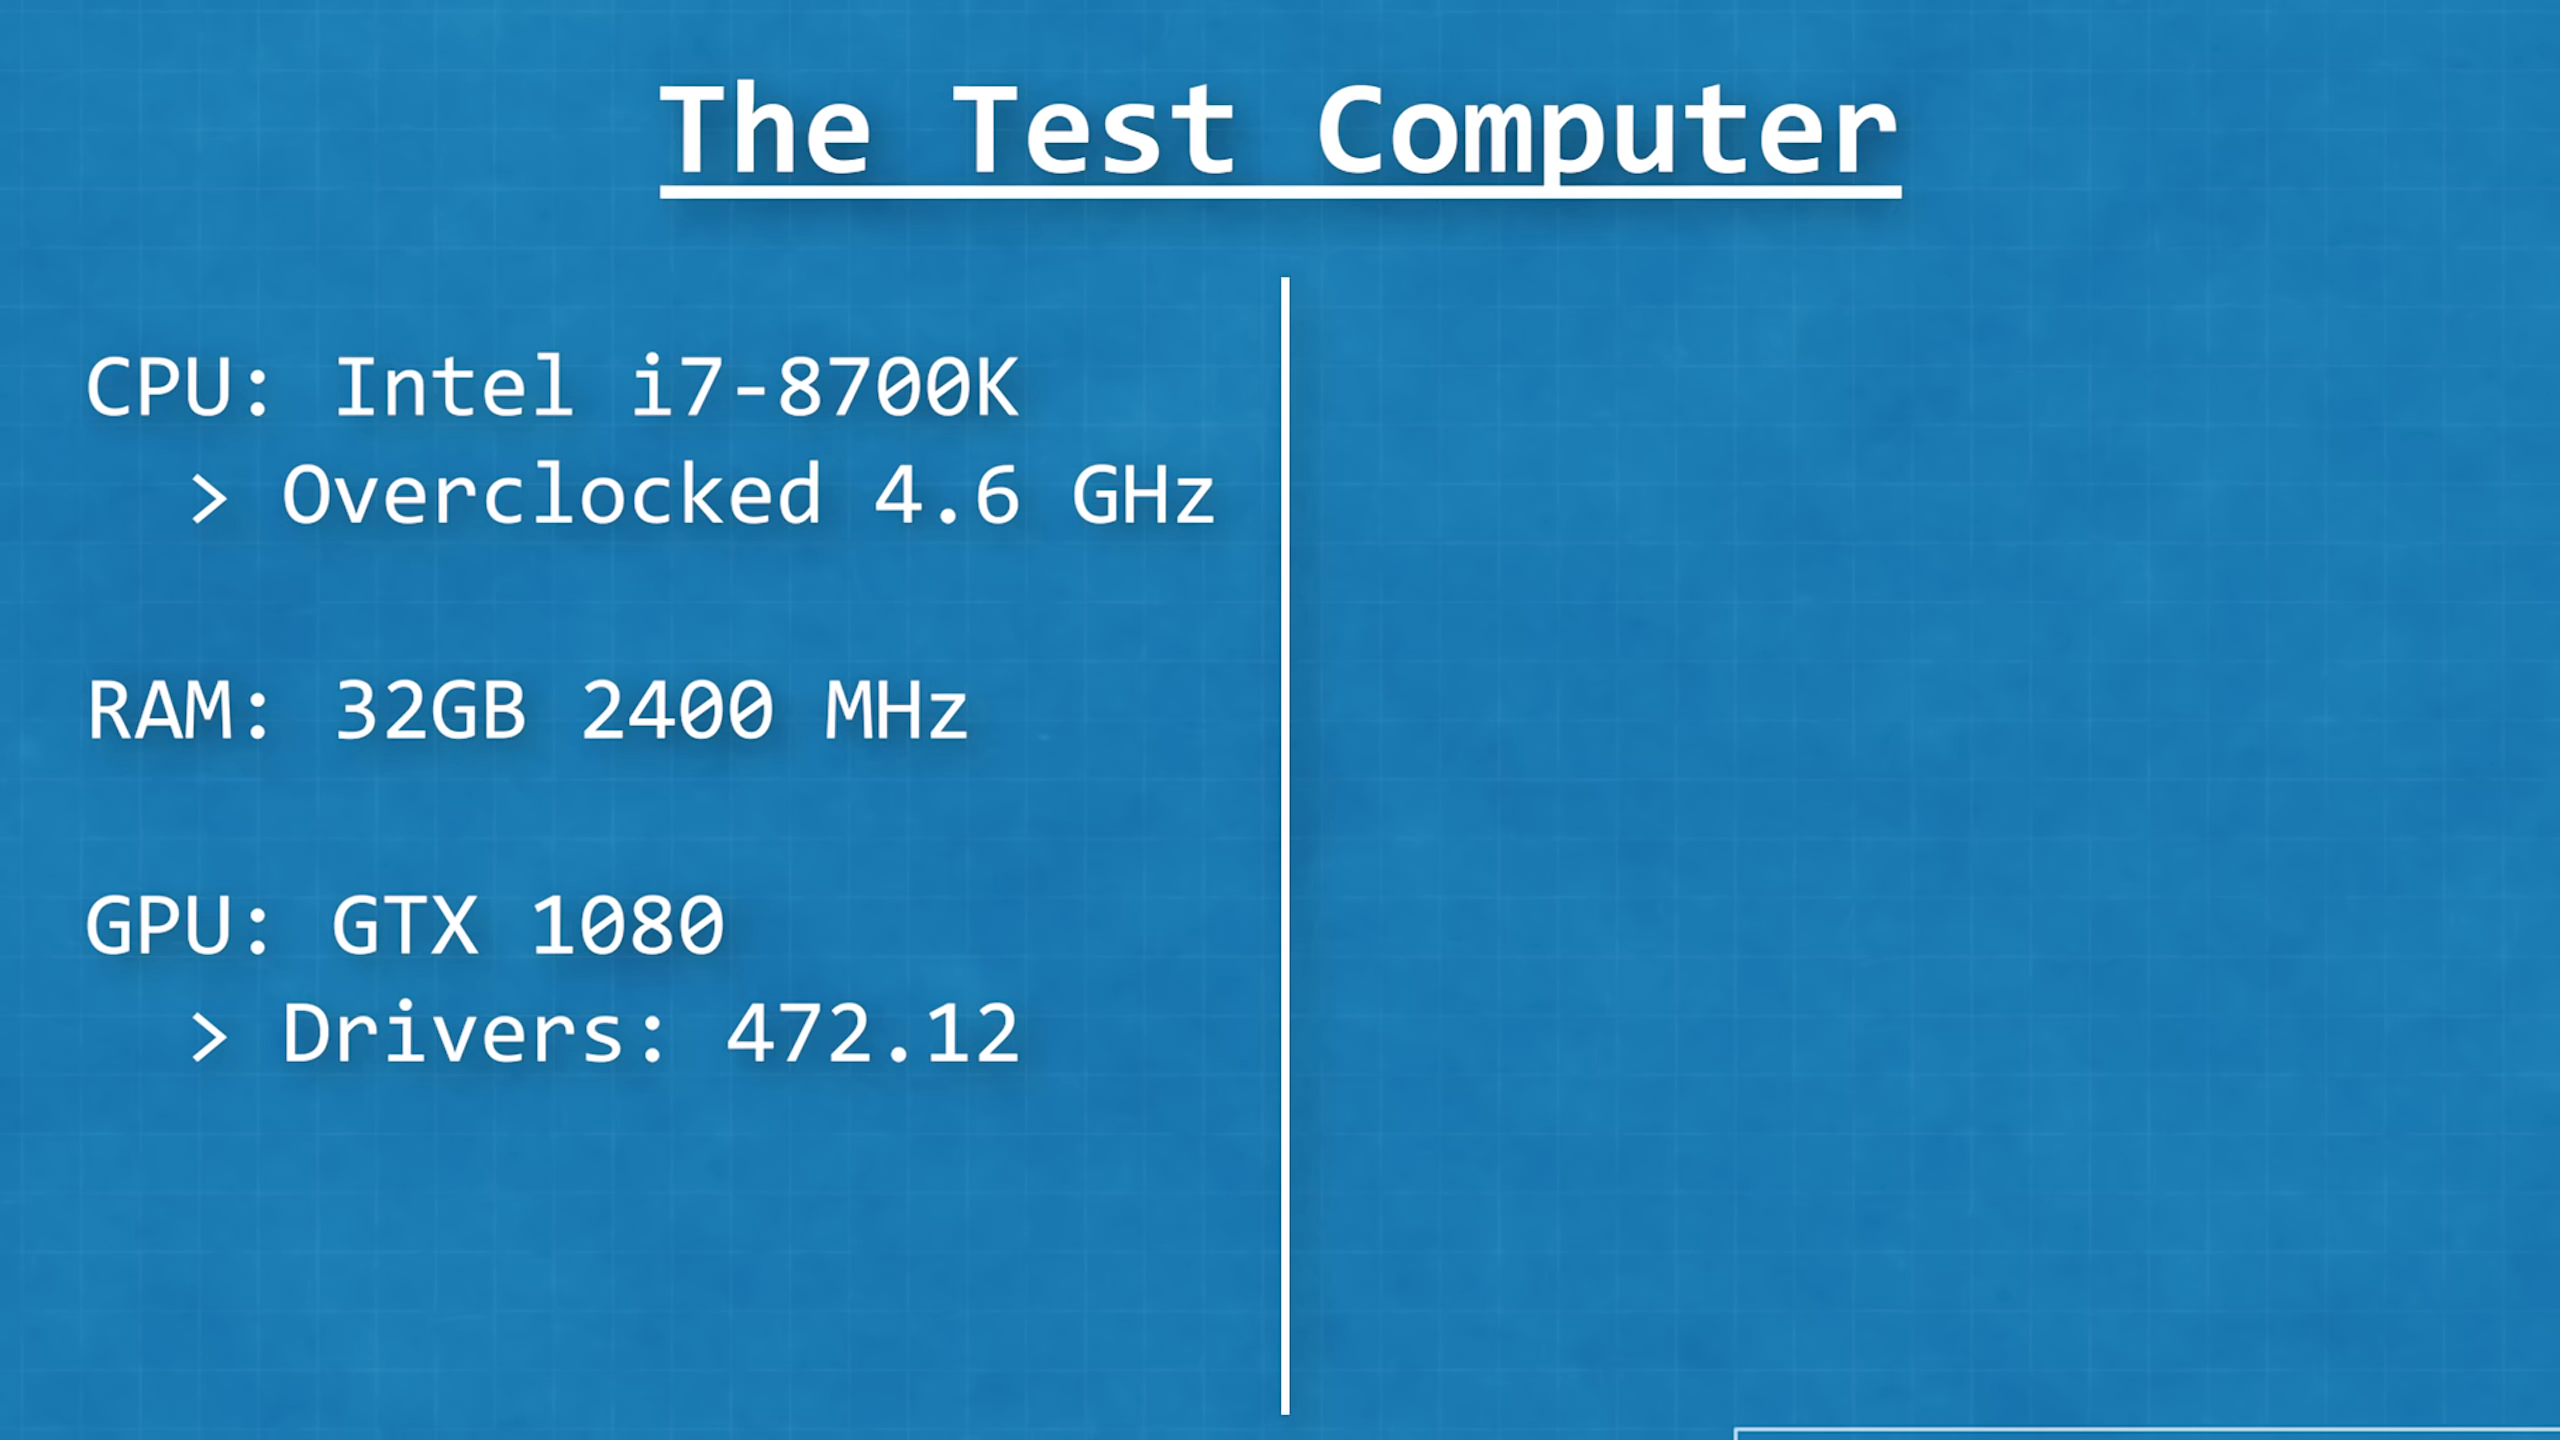 The Test Computer
CPU: Intel i7-8700K
> Overclocked 4.6 GHz
RAM: 32GB 2400 MHz
GPU: GTX 1080
> Drivers: 472.12